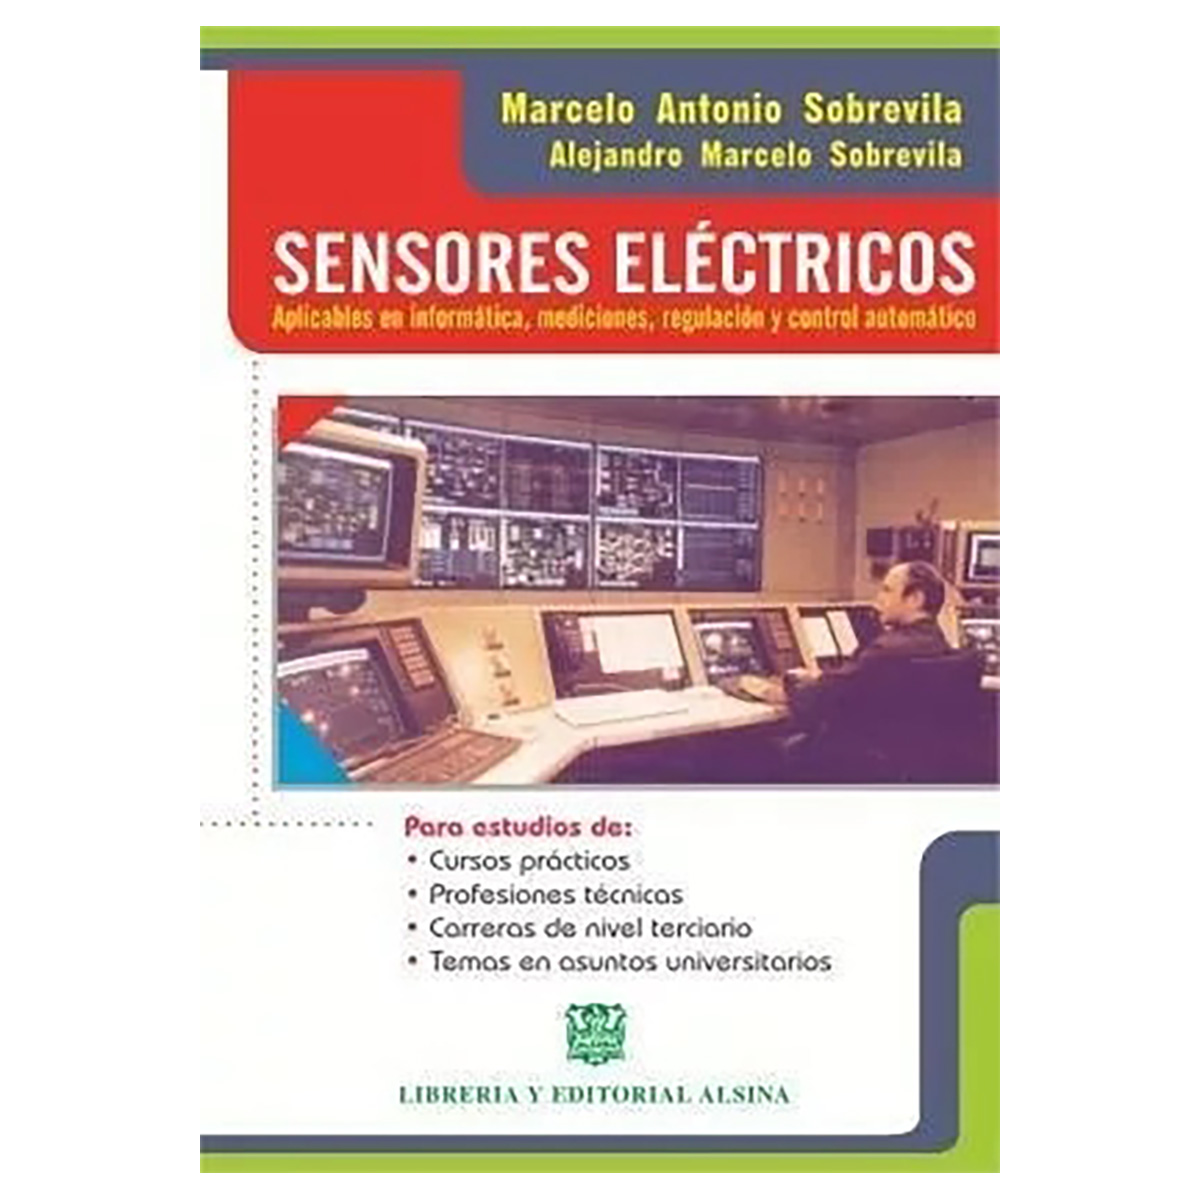 Marcelo Antonio Sobrevila
Alejandro Marcelo Sobrevila
SENSORES ELÉCTRICOS
Aplicables en informática, mediciones, regulación y control automático
Para estudios de:
• Cursos prácticos
• Profesiones técnicas
• Carreras de nivel terciario
• Temas en asuntos universitarios
LIBRERIA Y EDITORIAL ALSINA